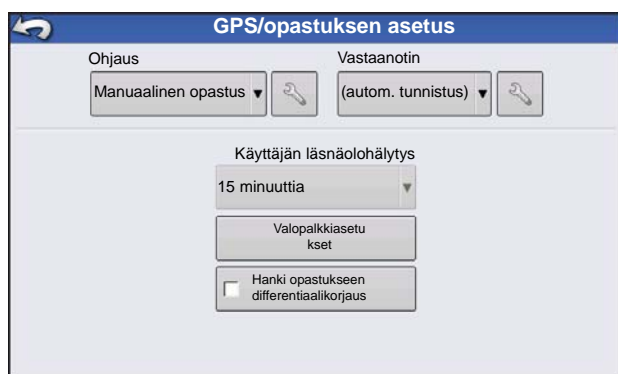 GPS/opastuksen asetus
Ohjaus
Vastaanotin
Manuaalinen opastus
(autom. tunnistus)
Käyttäjän läsnäolohälytys
15 minuuttia
Valopalkkiasetu
kset
Hanki opastukseen
differentiaalikorjaus